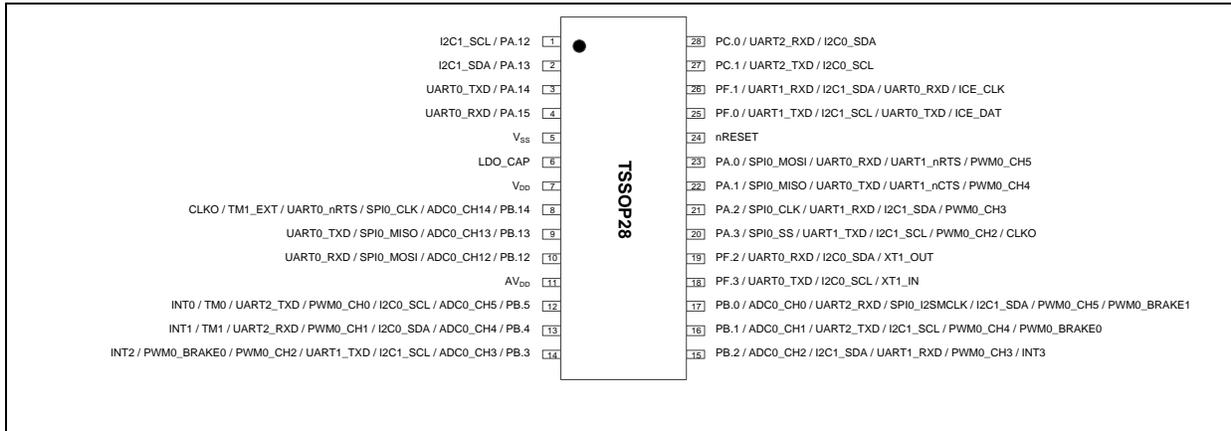 I2C1_SCL / PA.12 1
I2C1_SDA / PA.13 2
UART0_TXD / PA.14 3
UART0_RXD / PA.15 4
VSS 5
LDO_CAP 6
VDD 7
CLKO / TM1_EXT / UART0_nRTS / SPI0_CLK / ADC0_CH14 / PB.14 8
UART0_TXD / SPI0_MISO / ADC0_CH13 / PB.13 9
UART0_RXD / SPI0_MOSI / ADC0_CH12 / PB.12 10
AVDD 11
INT0 / TM0 / UART2_TXD / PWM0_CH0 / I2C0_SCL / ADC0_CH5 / PB.5 12
INT1 / TM1 / UART2_RXD / PWM0_CH1 / I2C0_SDA / ADC0_CH4 / PB.4 13
INT2 / PWM0_BRAKE0 / PWM0_CH2 / UART1_TXD / I2C1_SCL / ADC0_CH3 / PB.3 14
TSSOP28
28 PC.0 / UART2_RXD / I2C0_SDA
27 PC.1 / UART2_TXD / I2C0_SCL
26 PF.1 / UART1_RXD / I2C1_SDA / UART0_RXD / ICE_CLK
25 PF.0 / UART1_TXD / I2C1_SCL / UART0_TXD / ICE_DAT
24 nRESET
23 PA.0 / SPI0_MOSI / UART0_RXD / UART1_nRTS / PWM0_CH5
22 PA.1 / SPI0_MISO / UART0_TXD / UART1_nCTS / PWM0_CH4
21 PA.2 / SPI0_CLK / UART1_RXD / I2C1_SDA / PWM0_CH3
20 PA.3 / SPI0_SS / UART1_TXD / I2C1_SCL / PWM0_CH2 / CLKO
19 PF.2 / UART0_RXD / I2C0_SDA / XT1_OUT
18 PF.3 / UART0_TXD / I2C0_SCL / XT1_IN
17 PB.0 / ADC0_CH0 / UART2_RXD / SPI0_I2SMCLK / I2C1_SDA / PWM0_CH5 / PWM0_BRAKE1
16 PB.1 / ADC0_CH1 / UART2_TXD / I2C1_SCL / PWM0_CH4 / PWM0_BRAKE0
15 PB.2 / ADC0_CH2 / I2C1_SDA / UART1_RXD / PWM0_CH3 / INT3